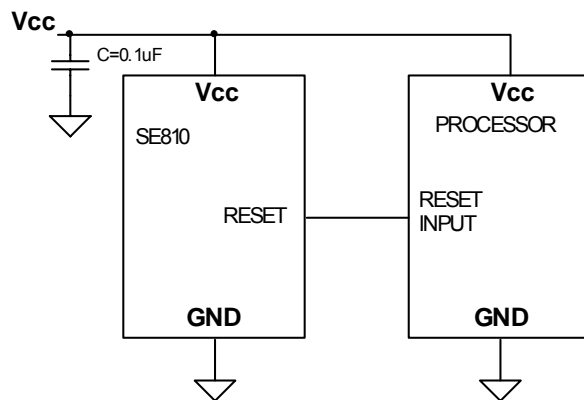 Vcc
C=0.1uF
Vcc
SE810
RESET
GND
Vcc
PROCESSOR
RESET
INPUT
GND